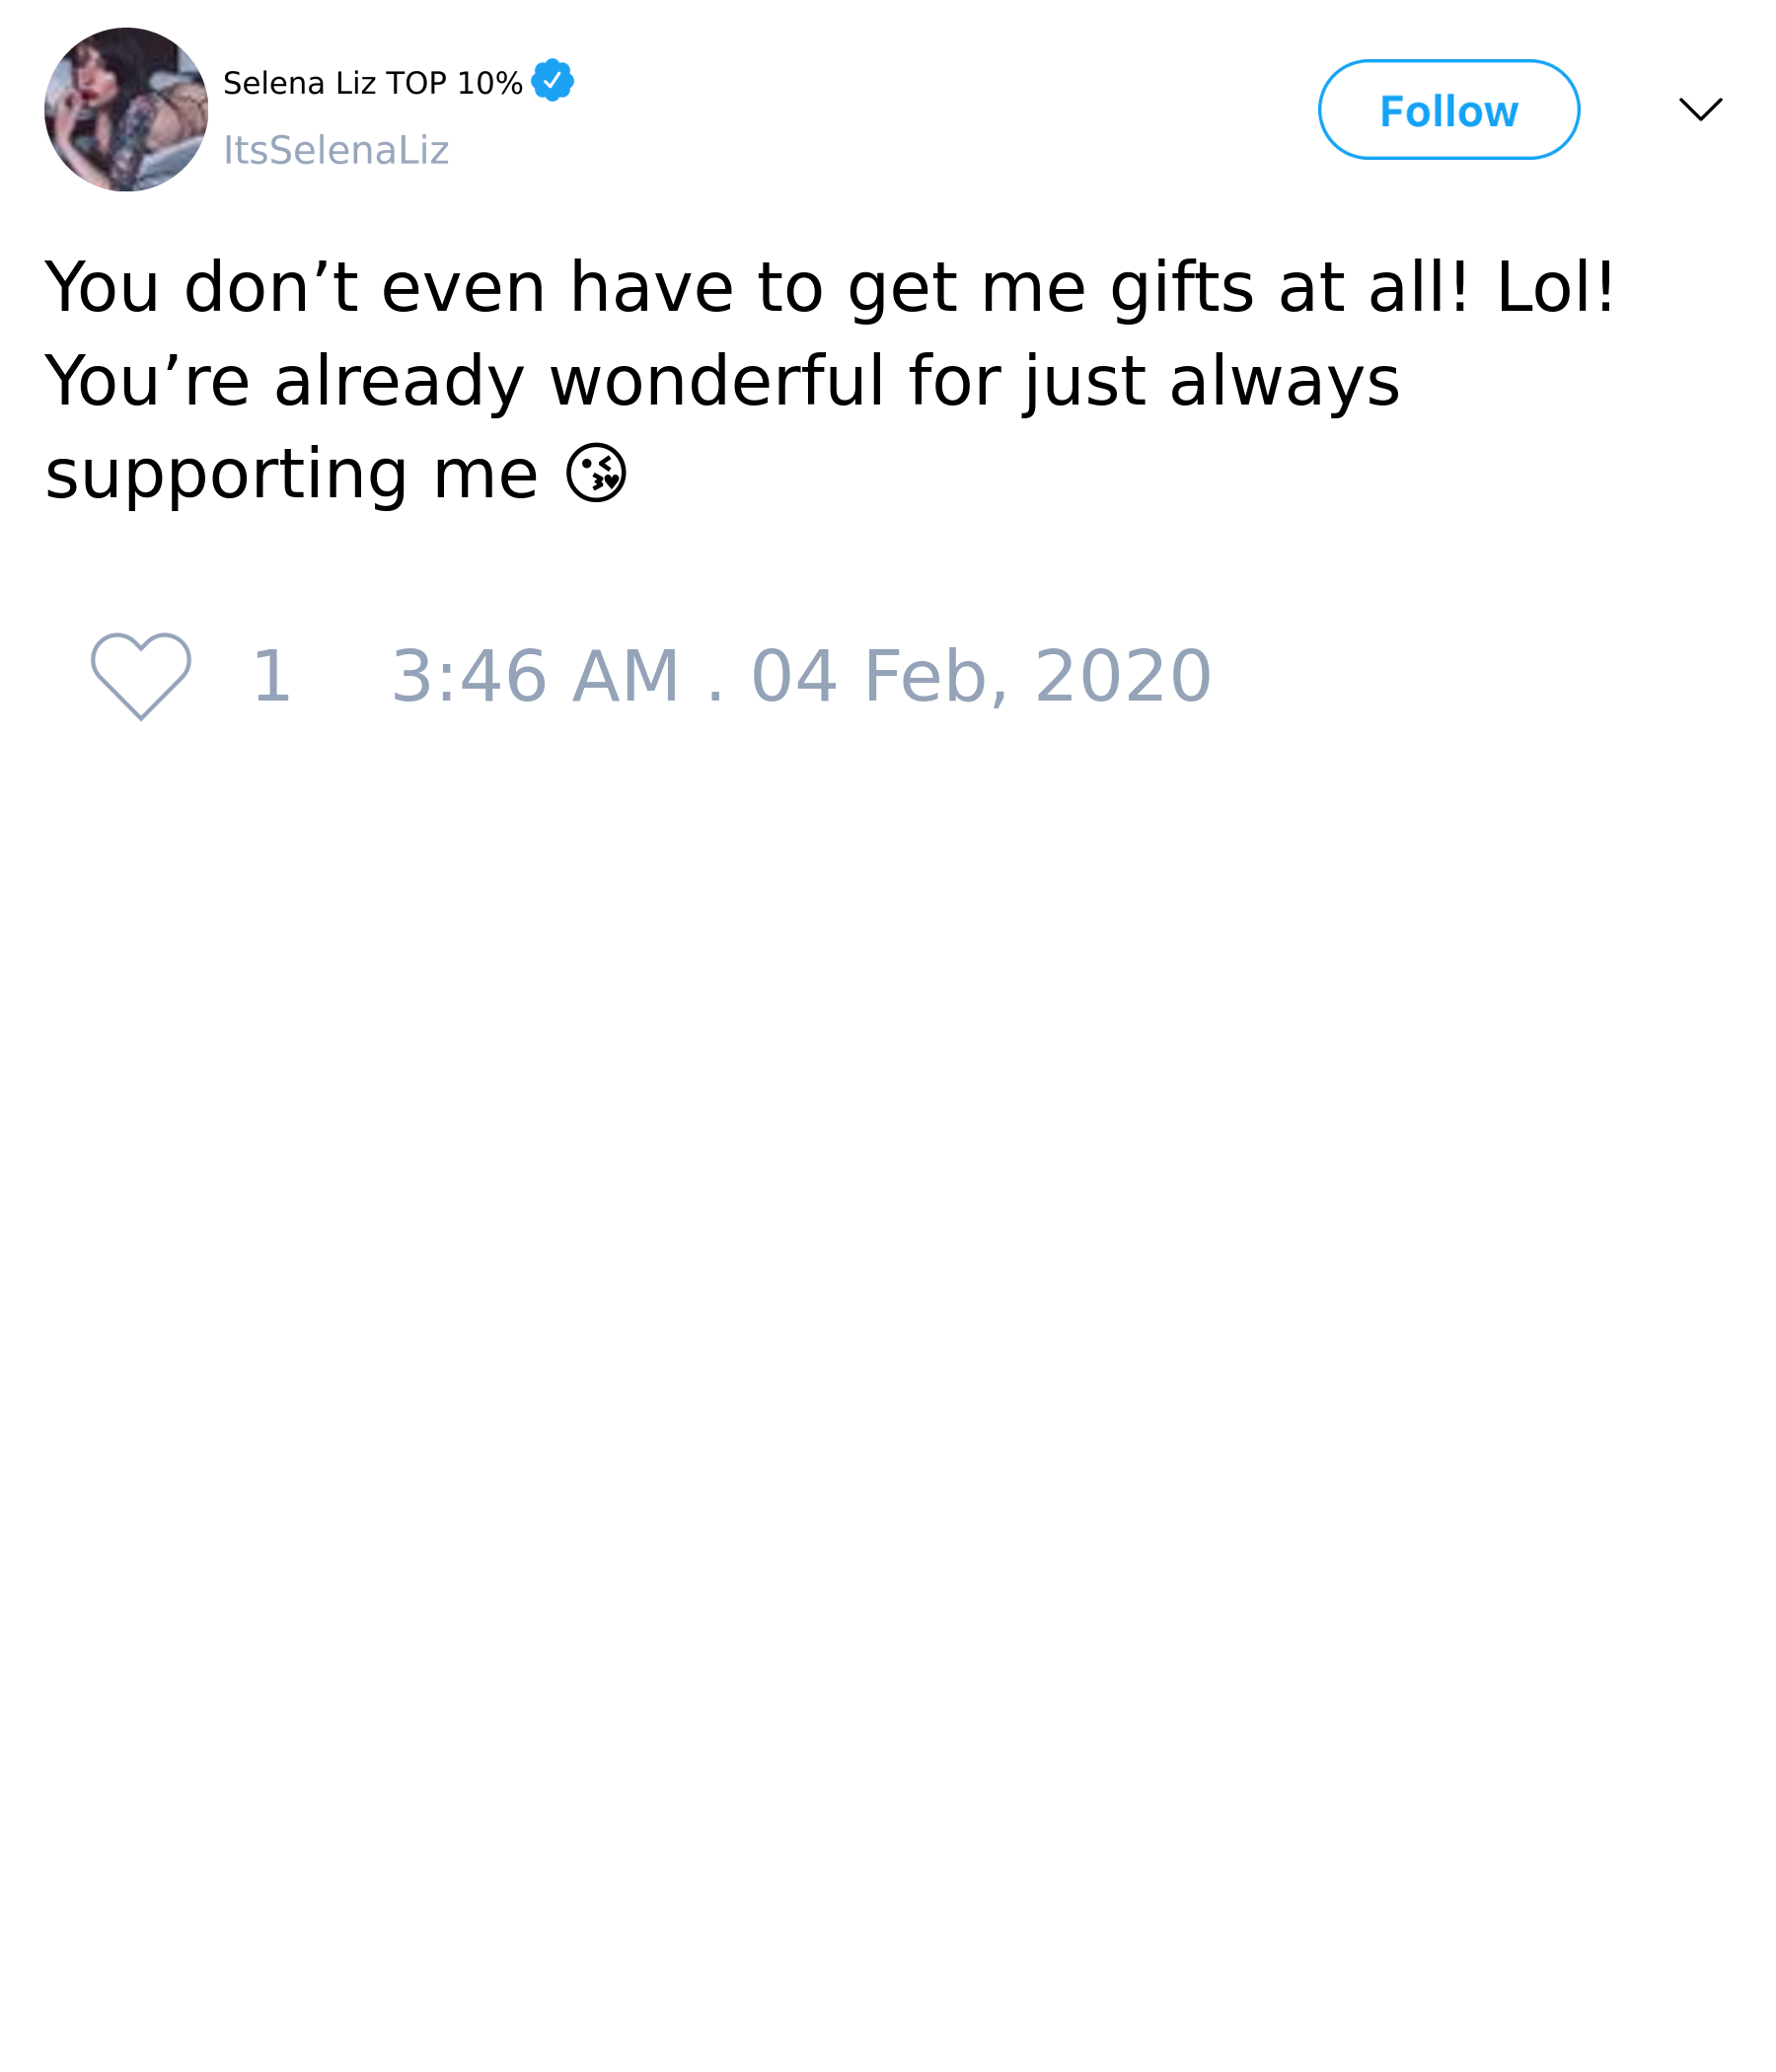 Selena Liz TOP 10%
ItsSelenaLiz
Follow
You don’t even have to get me gifts at all! Lol!
You’re already wonderful for just always
supporting me 😘
1 3:46 AM . 04 Feb, 2020